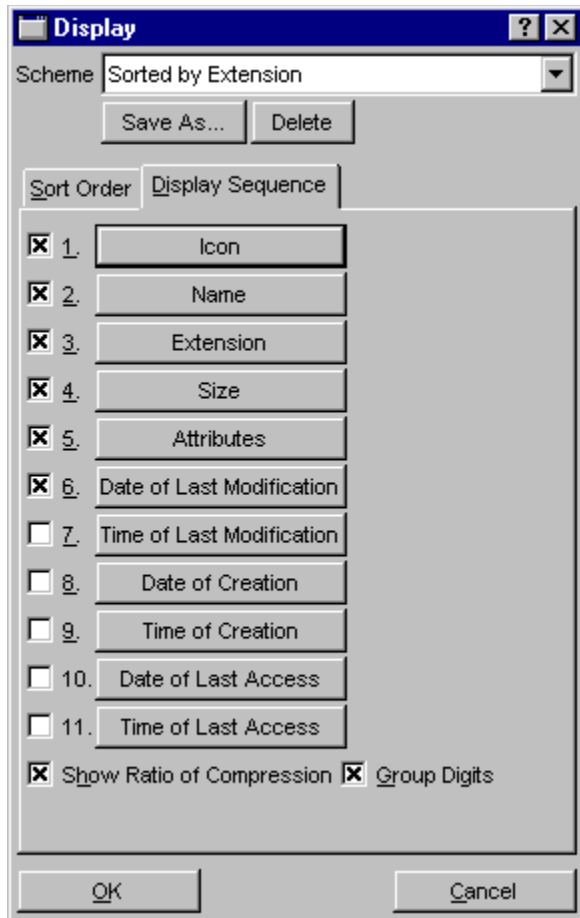 Display
Scheme Sorted by Extension
Save As... Delete
Sort Order Display Sequence
1. Icon
2. Name
3. Extension
4. Size
5. Attributes
6. Date of Last Modification
7. Time of Last Modification
8. Date of Creation
9. Time of Creation
10. Date of Last Access
11. Time of Last Access
Show Ratio of Compression Group Digits
OK Cancel